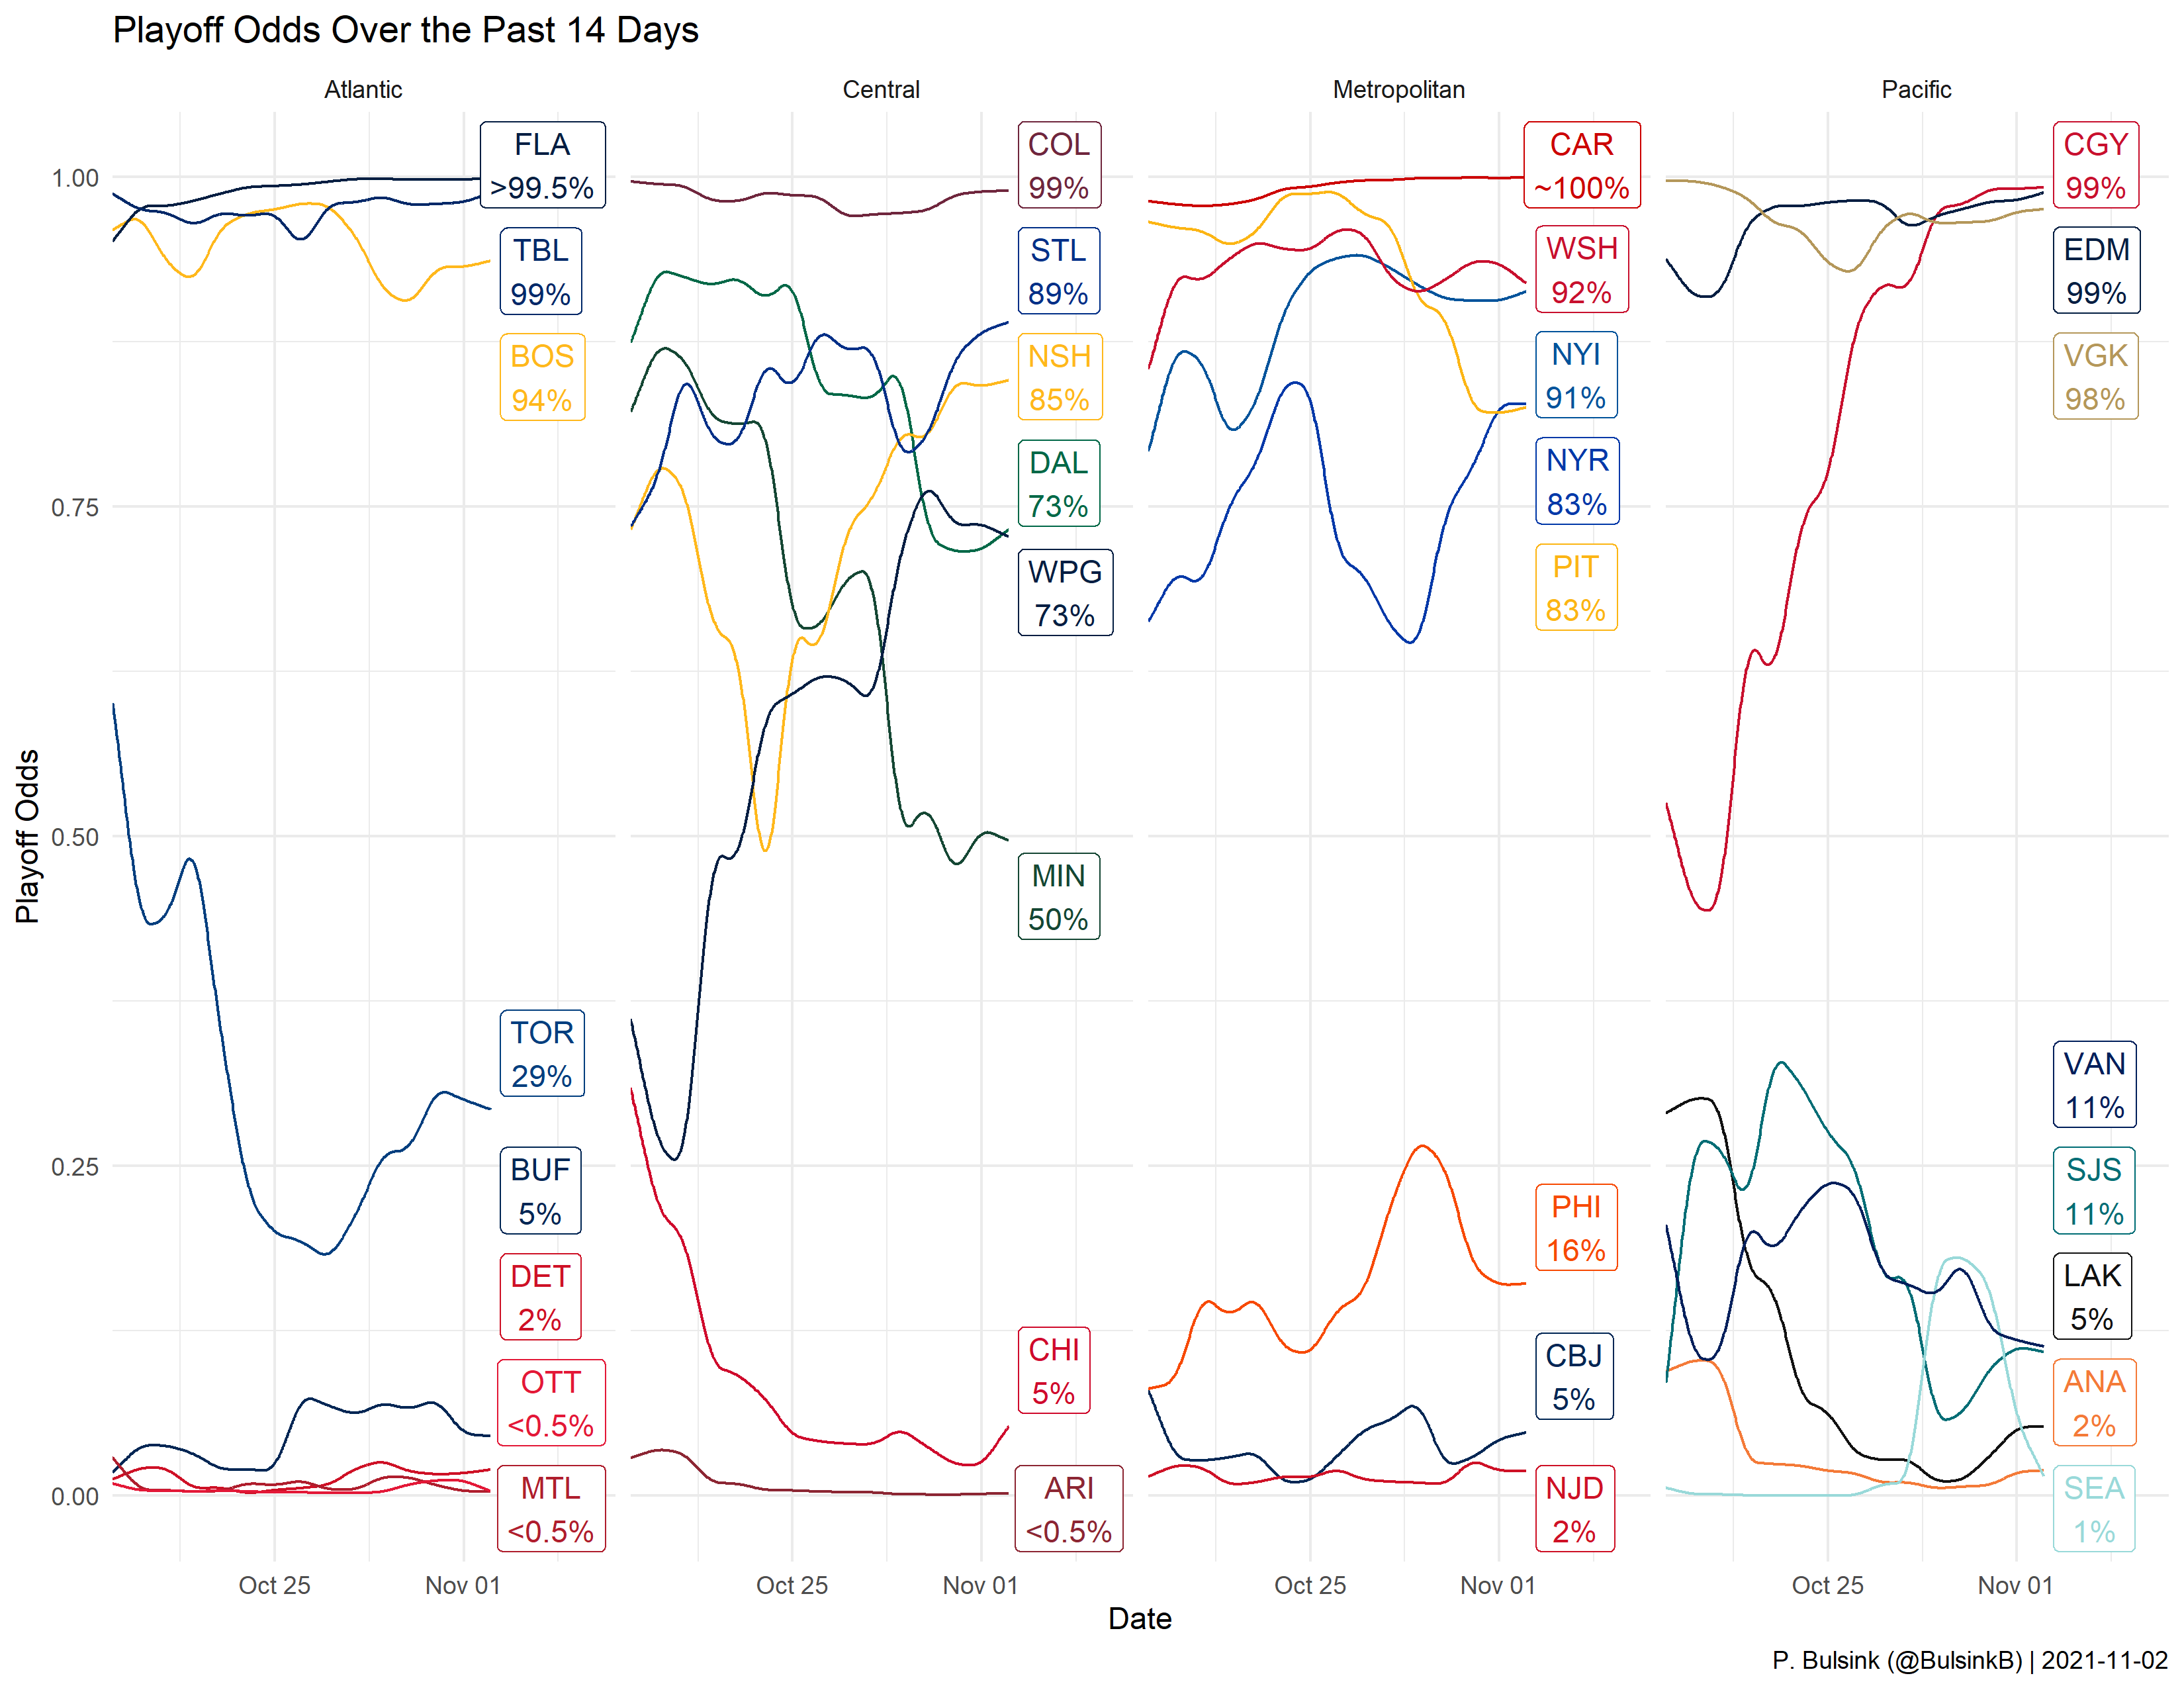 Playoff Odds Over the Past 14 Days
Atlantic
Central
Metropolitan
Pacific
Playoff Odds
1.00
0.75
0.50
0.25
0.00
FLA
>99.5%
TBL
99%
BOS
94%
TOR
29%
BUF
5%
DET
2%
OTT
<0.5%
MTL
<0.5%
COL
99%
STL
89%
NSH
85%
DAL
73%
WPG
73%
MIN
50%
CHI
5%
ARI
<0.5%
CAR
~100%
WSH
92%
NYI
91%
NYR
83%
PIT
83%
PHI
16%
CBJ
5%
NJD
2%
CGY
99%
EDM
99%
VGK
98%
VAN
11%
SJS
11%
LAK
5%
ANA
2%
SEA
1%
Oct 25
Nov 01
Oct 25
Nov 01
Oct 25
Nov 01
Oct 25
Nov 01
Date
P. Bulsink (@BulsinkB) | 2021-11-02